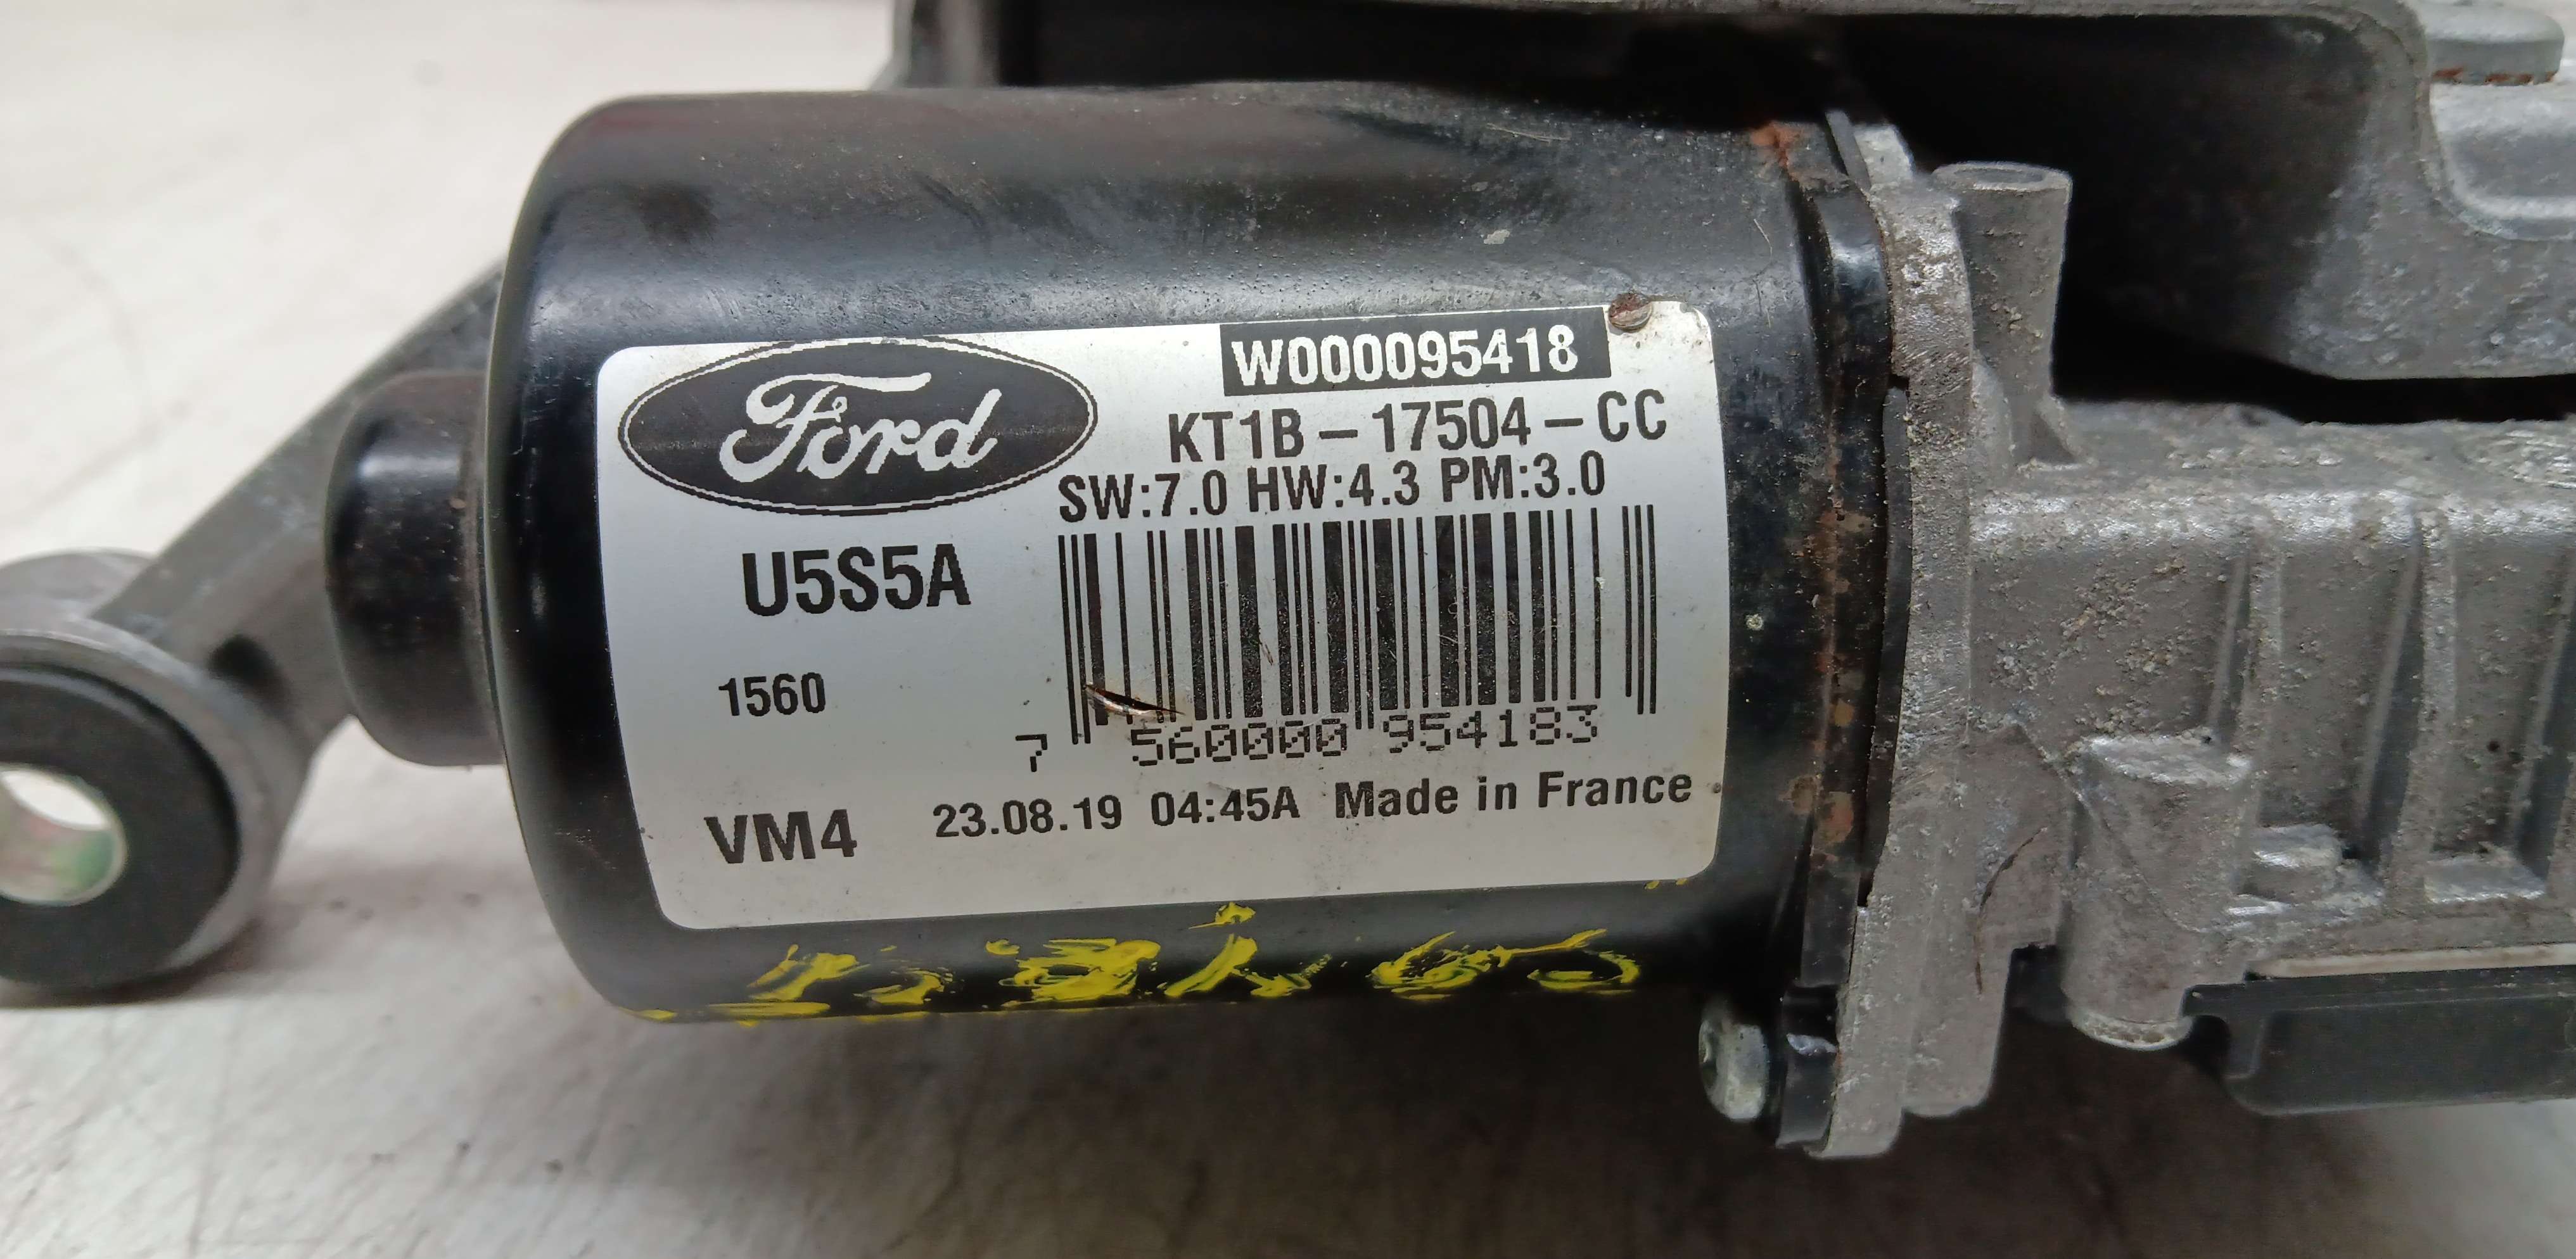 Ford
W000095418
KT1B-17504-CC
SW:7.0 HW:4.3 PM:3.0
U5S5A
1560
7 560000 954183
VM4 23.08.19 04:45A Made in France